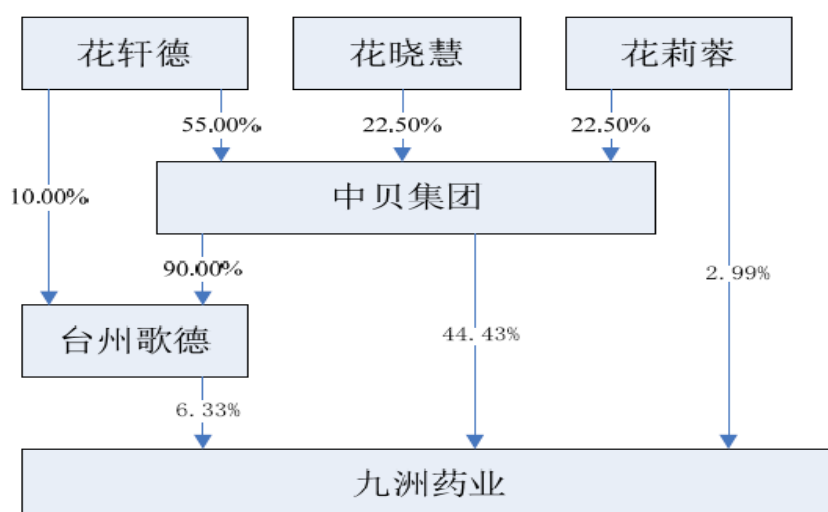 花轩德
花晓慧
花莉蓉
55.00%
22.50%
22.50%
10.00%
中贝集团
90.00%
2.99%
台州歌德
44.43%
6.33%
九洲药业